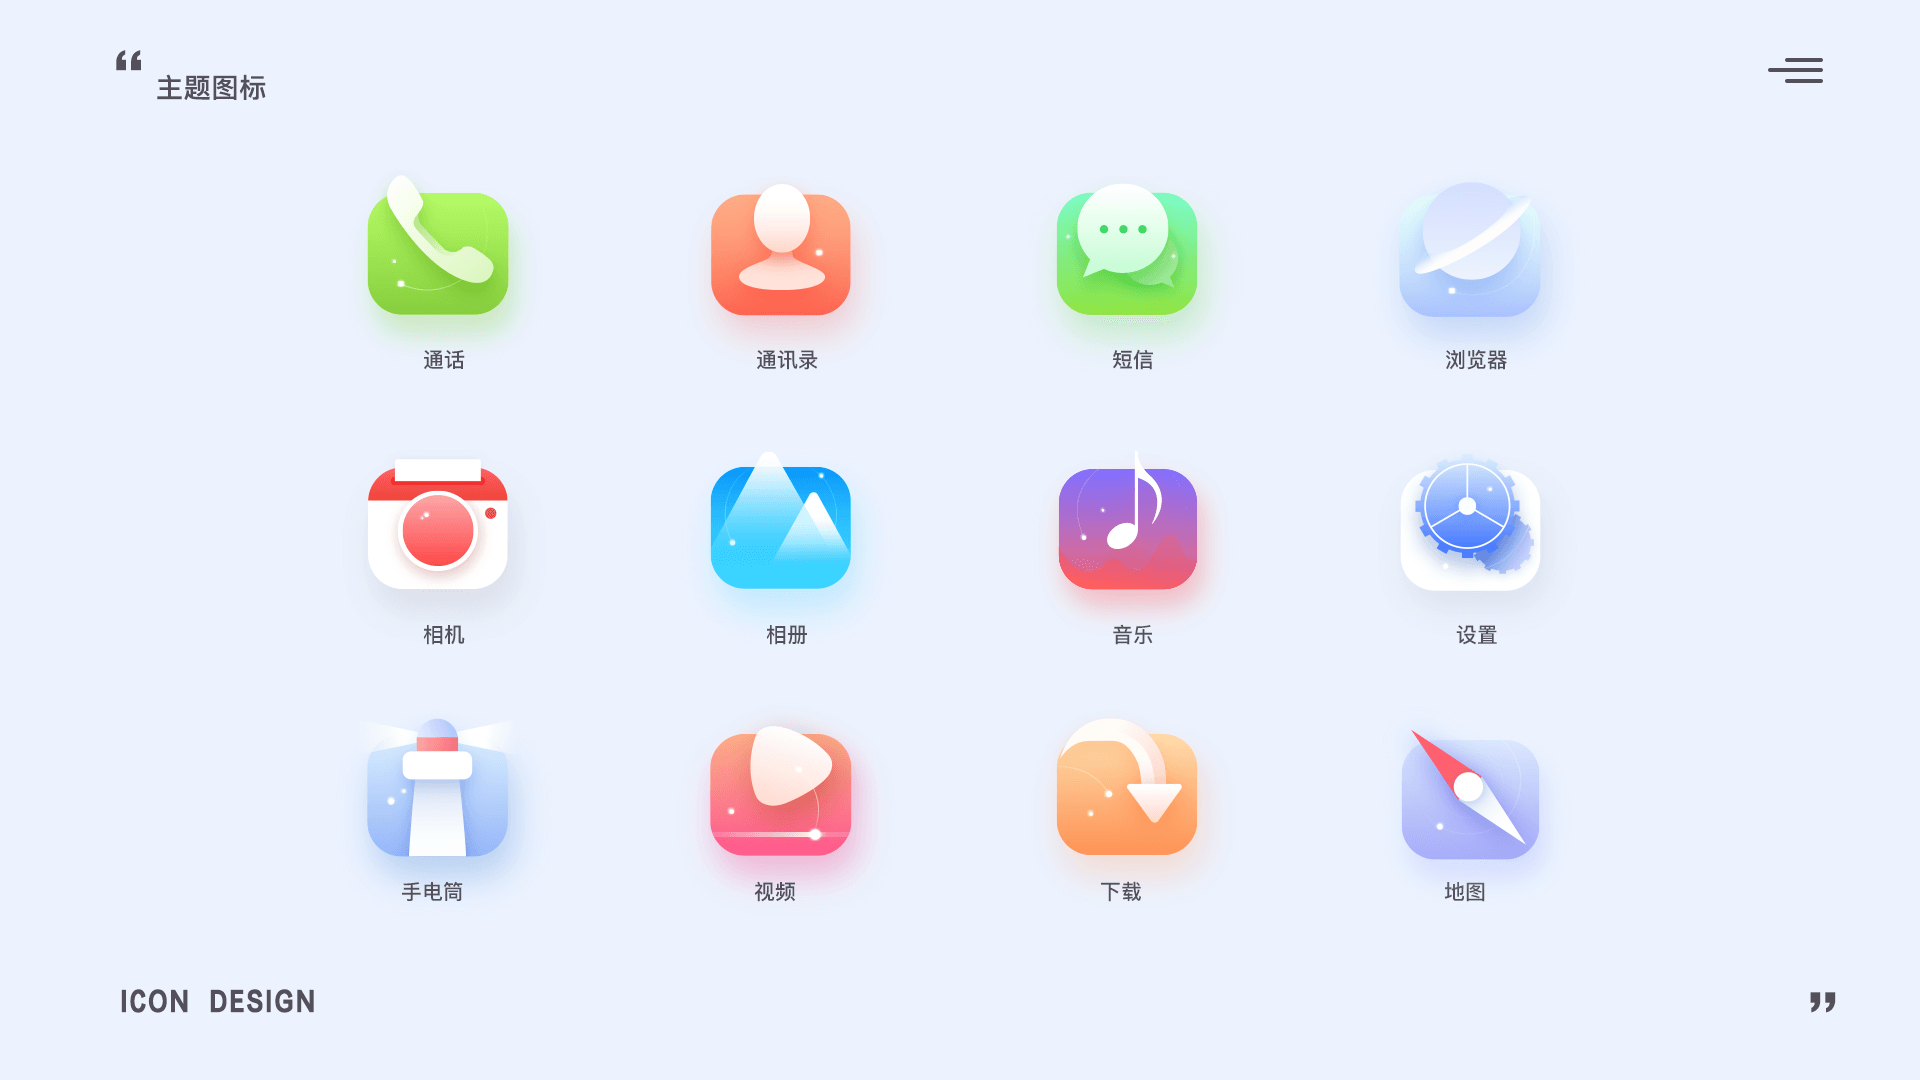 “
主题图标
通话
通讯录
短信
浏览器
相机
相册
音乐
设置
手电筒
视频
下载
地图
ICON DESIGN
”